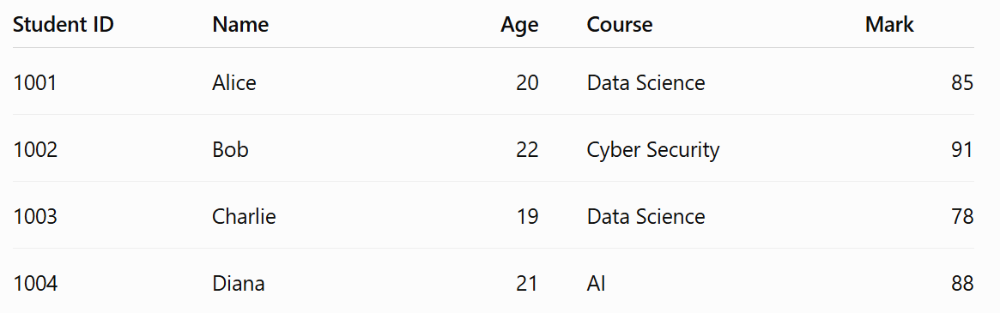 Student ID Name Age Course Mark
1001 Alice 20 Data Science 85
1002 Bob 22 Cyber Security 91
1003 Charlie 19 Data Science 78
1004 Diana 21 AI 88